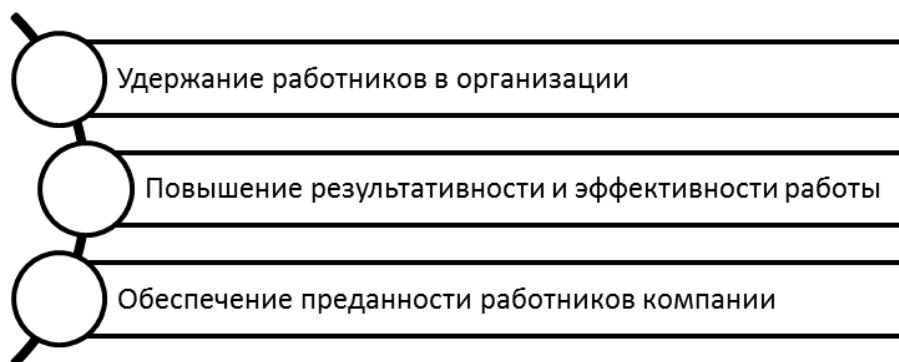 Удержание работников в организации
Повышение результативности и эффективности работы
Обеспечение преданности работников компании